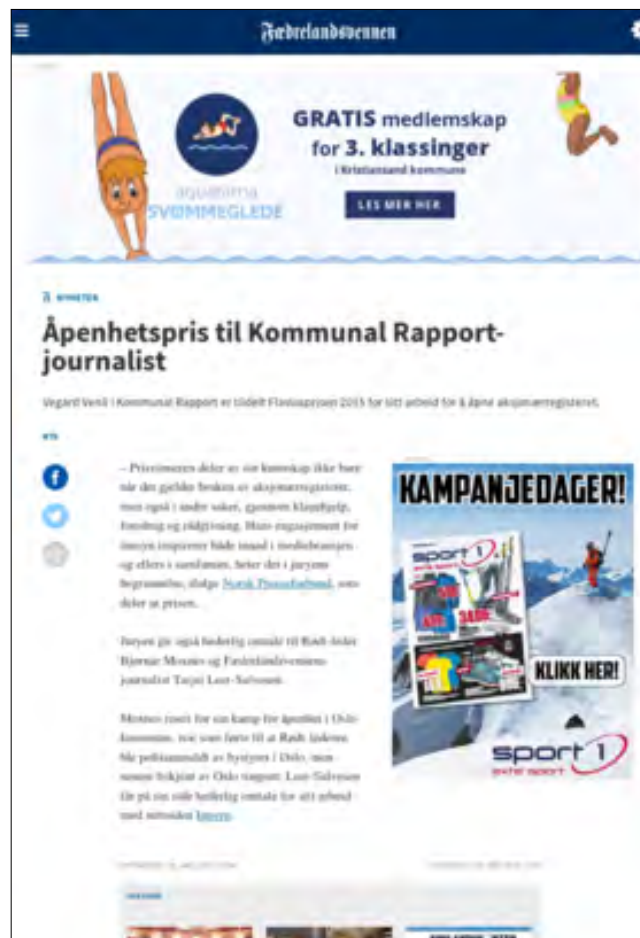 Fædrelandsvennen
GRATIS medlemskap
for 3. klassinger
i Kristiansand kommune
aquarama
SVØMMEGLEDE
LES MER HER
NYHETER
Åpenhetspris til Kommunal Rapport-
journalist
Vegard Venli i Kommunal Rapport er tildelt Flassaprisen 2015 for sitt arbeid for å åpne aksjonærregisteret.
NTB
– Prisvinneren deler av sin kunnskap ikke bare
når det gjelder bruken av aksjonærregisteret,
men også i andre saker, gjennom klagehjelp,
foredrag og rådgivning. Hans engasjement for
innsyn inspirerer både innad i mediebransjen
og ellers i samfunnet, heter det i juryens
begrunnelse, ifølge Norsk Presseforbund, som
deler ut prisen.
Juryen gir også hederlig omtale til Rødt-leder
Bjørnar Moxnes og Fædrelandsvennens
journalist Tarjei Leer-Salvesen.
Moxnes roses for sin kamp for åpenhet i Oslo
kommune, noe som førte til at Rødt-lederen
ble politianmeldt av byrådet i Oslo, men
senere frikjent av Oslo tingrett. Leer-Salvesen
får på sin side hederlig omtale for sitt arbeid
med nettsiden
KAMPANJEDAGER!
sport 1
KLIKK HER!
sport 1